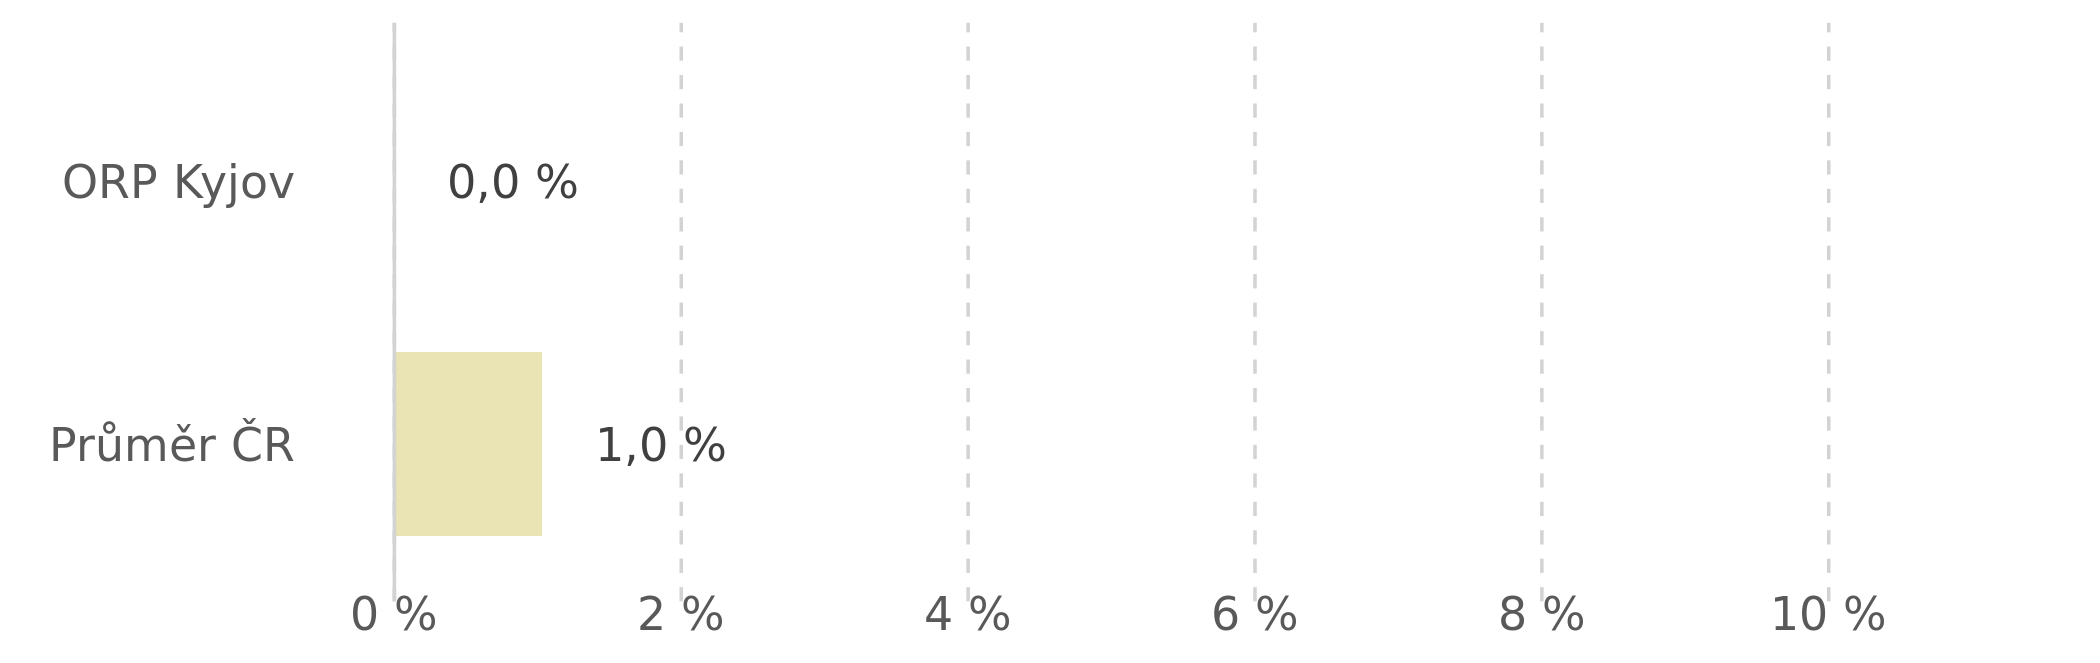 ORP Kyjov 0,0 %
Průměr ČR 1,0 %
0 % 2 % 4 % 6 % 8 % 10 %